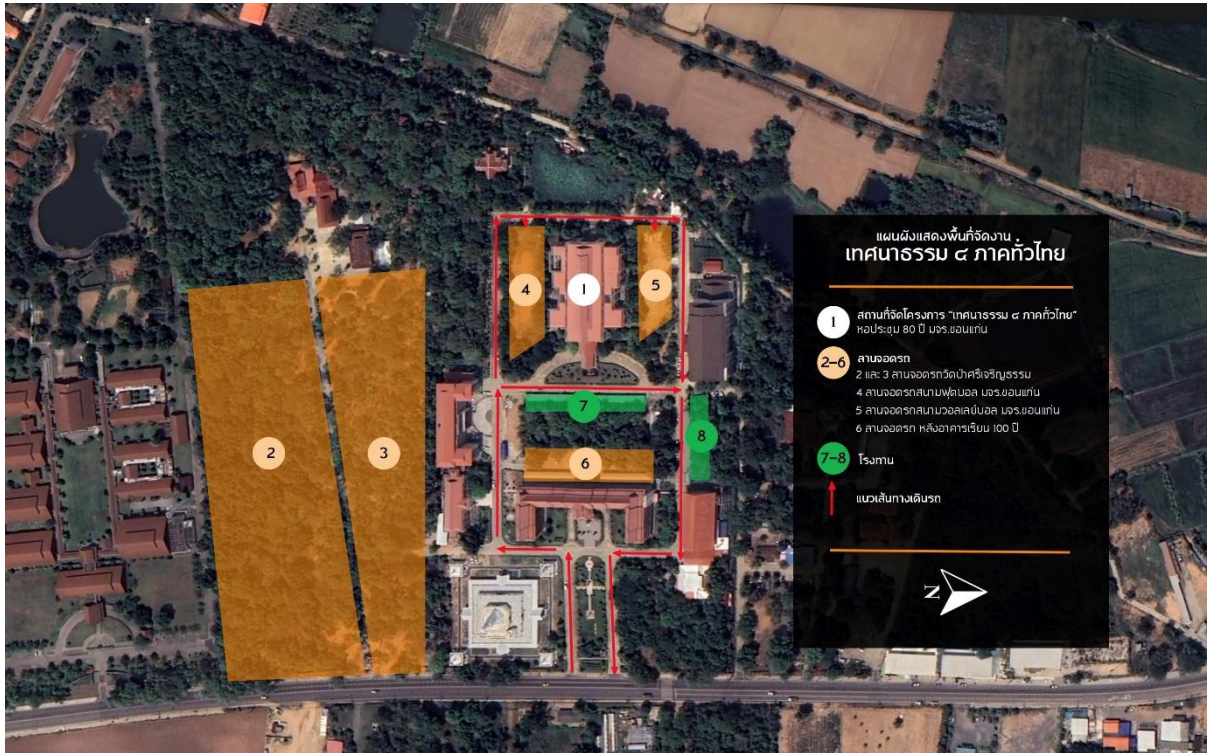 แผนผังแสดงพื้นที่จัดงาน
เทศนาธรรม ๘ ภาคทั่วไทย
1 สถานที่จัดโครงการ "เทศนาธรรม ๘ ภาคทั่วไทย"
หอประชุม 80 ปี มจร.ขอนแก่น
2-6 ลานจอดรถ
2 และ 3 ลานจอดรถวัดป่าศรีเจริญธรรม
4 ลานจอดรถสนามฟุตบอล มจร.ขอนแก่น
5 ลานจอดรถสนามวอลเลย์บอล มจร.ขอนแก่น
6 ลานจอดรถ หลังอาคารเรียน 100 ปี
7-8 โรงทาน
แนวเส้นทางเดินรถ
N
4
1
5
7
8
2
3
6